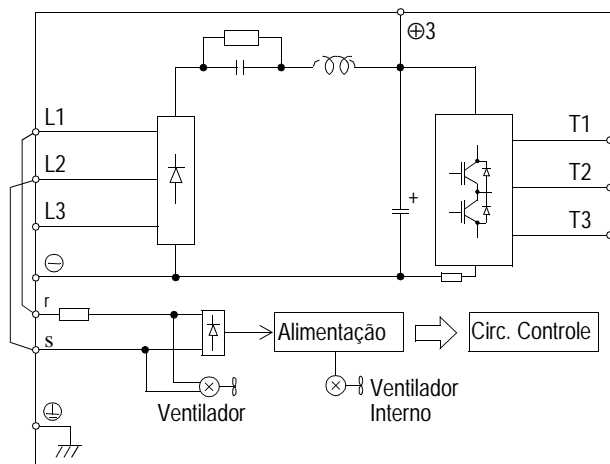 ⊕3
L1
L2
L3
⊖
r
s
+
T1
T2
T3
Alimentação
Circ. Controle
Ventilador
Ventilador
Interno